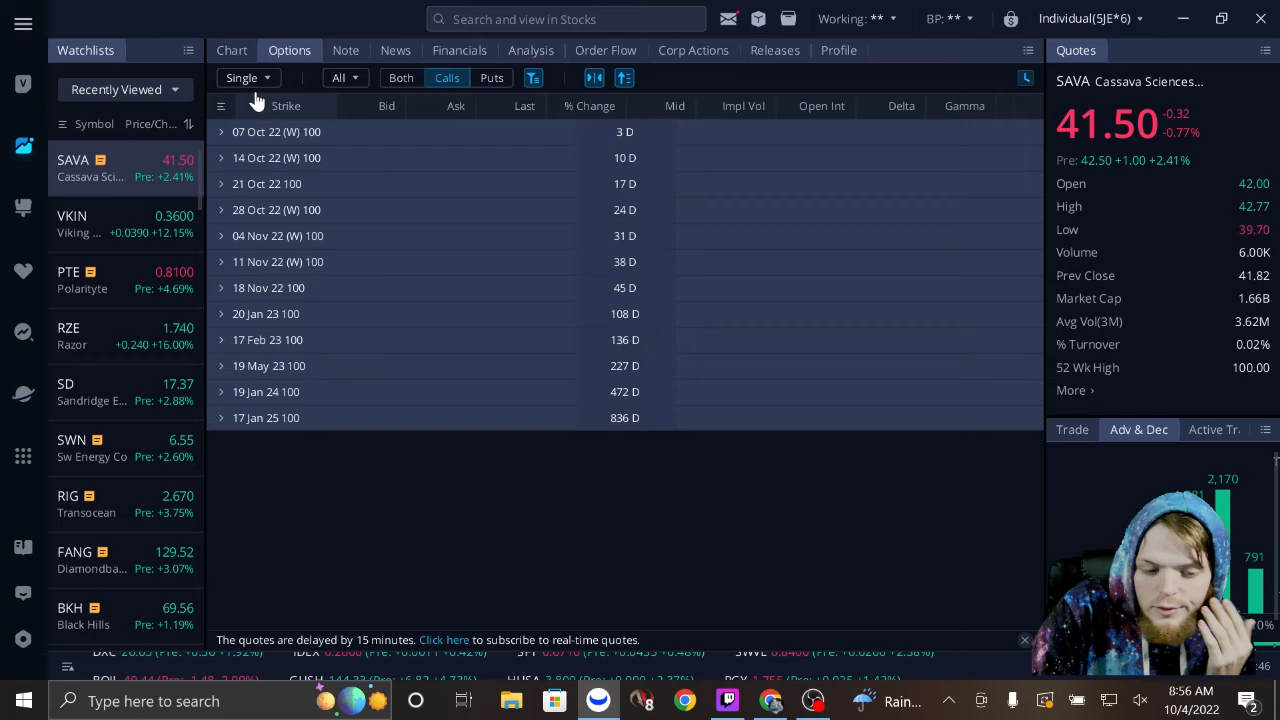 Search and view in Stocks
Working: **
BP: **
Individual(5JE*6)
Watchlists
Chart Options Note News Financials Analysis Order Flow Corp Actions Releases Profile
Quotes
Recently Viewed
Single All Both Calls Puts
Symbol Price/Ch...
Strike Bid Ask Last % Change Mid Impl Vol Open Int Delta Gamma
07 Oct 22 (W) 100 3 D
14 Oct 22 (W) 100 10 D
21 Oct 22 100 17 D
28 Oct 22 (W) 100 24 D
04 Nov 22 (W) 100 31 D
11 Nov 22 (W) 100 38 D
18 Nov 22 100 45 D
20 Jan 23 100 108 D
17 Feb 23 100 136 D
19 May 23 100 227 D
19 Jan 24 100 472 D
17 Jan 25 100 836 D
SAVA 41.50
Cassava Sci... Pre: +2.41%
VKIN 0.3600
Viking ... +0.0390 +12.15%
PTE 0.8100
Polarityte Pre: +4.69%
RZE 1.740
Razor +0.240 +16.00%
SD 17.37
Sandridge E... Pre: +2.88%
SWN 6.55
Sw Energy Co Pre: +2.60%
RIG 2.670
Transocean Pre: +3.75%
FANG 129.52
Diamondba... Pre: +3.07%
BKH 69.56
Black Hills Pre: +1.19%
SAVA Cassava Sciences...
41.50 -0.32
-0.77%
Pre: 42.50 +1.00 +2.41%
Open 42.00
High 42.77
Low 39.70
Volume 6.00K
Prev Close 41.82
Market Cap 1.66B
Avg Vol(3M) 3.62M
% Turnover 0.02%
52 Wk High 100.00
More
Trade Adv & Dec Active Tr.
2,170
791
The quotes are delayed by 15 minutes. Click here to subscribe to real-time quotes.
Type here to search
Rain...
8:56 AM
10/4/2022
2